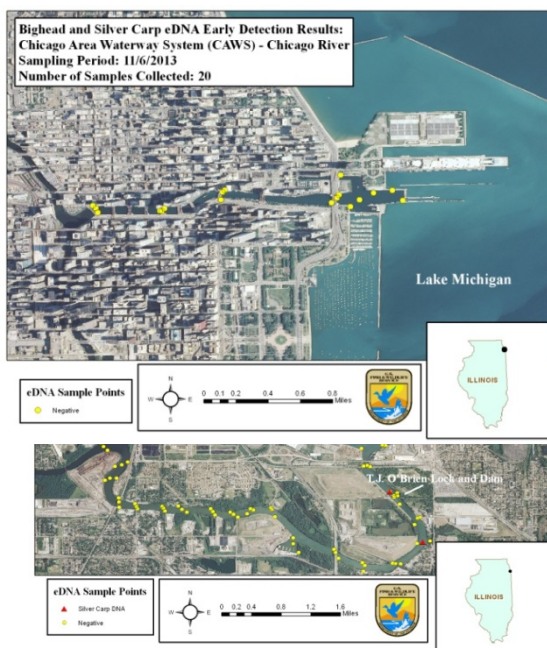 Bighead and Silver Carp eDNA Early Detection Results:
Chicago Area Waterway System (CAWS) - Chicago River
Sampling Period: 11/6/2013
Number of Samples Collected: 20
Lake Michigan
eDNA Sample Points
Negative
N
W E
S
0 0.1 0.2 0.4 0.6 0.8
Miles
U.S.
FISH & WILDLIFE
SERVICE
ILLINOIS
T.J. O'Brien Lock and Dam
eDNA Sample Points
Silver Carp DNA
Negative
N
W E
S
0 0.2 0.4 0.8 1.2 1.6
Miles
ILLINOIS